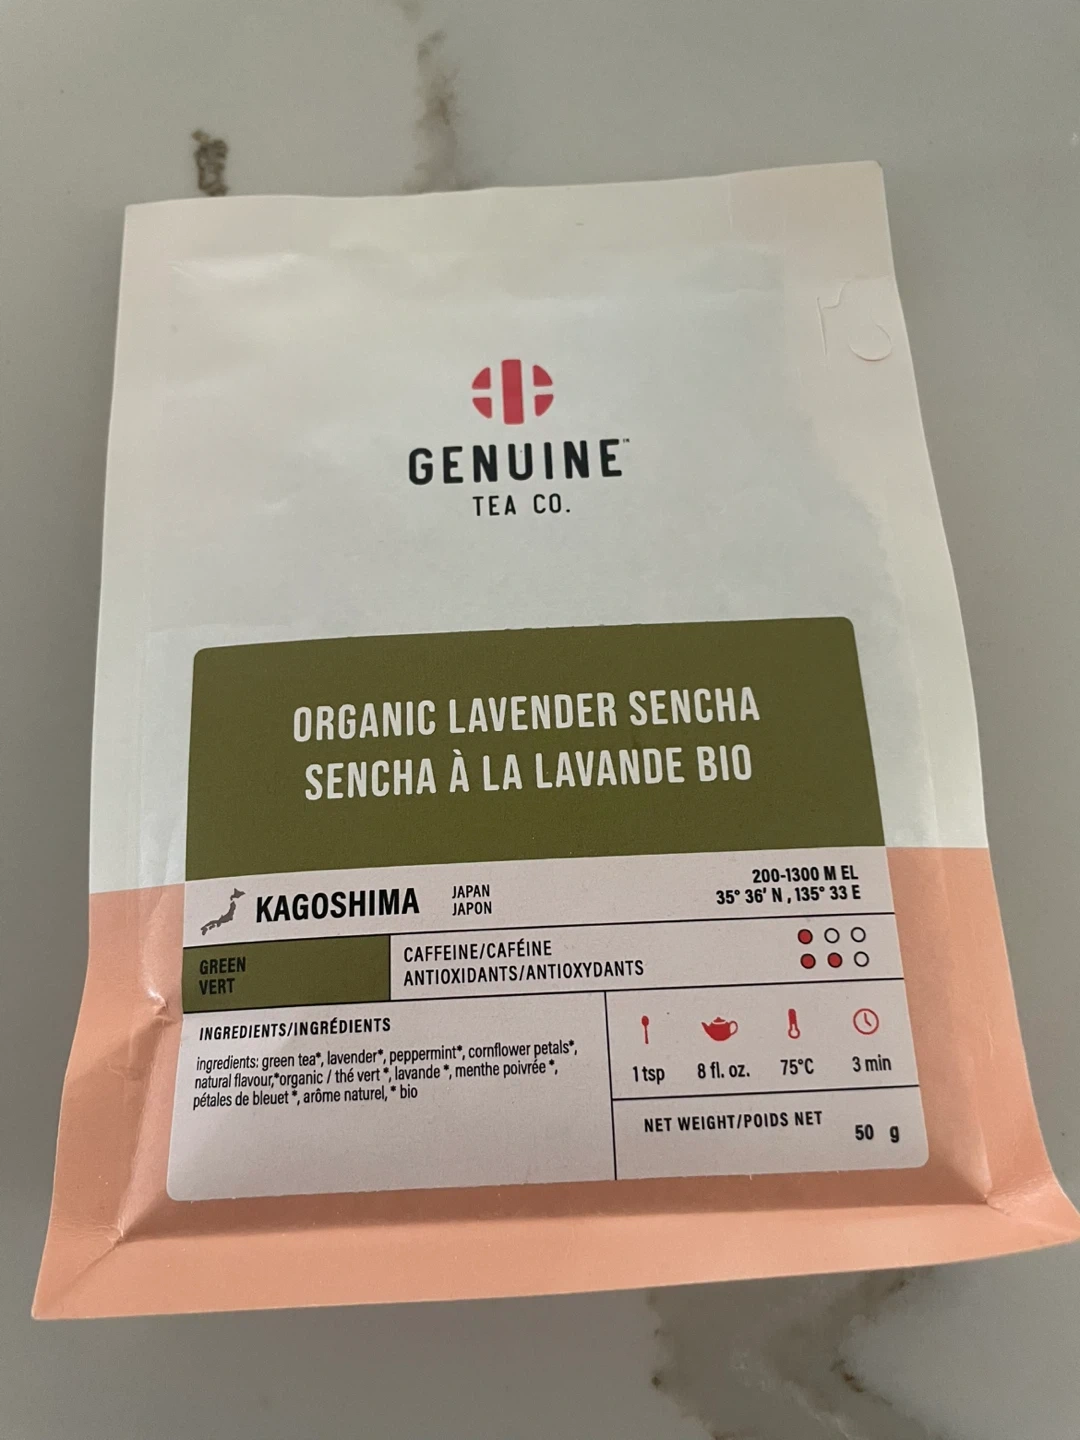 GENUINE™
TEA CO.
ORGANIC LAVENDER SENCHA
SENCHA À LA LAVANDE BIO
KAGOSHIMA
JAPAN
JAPON
200-1300 M EL
35° 36' N , 135° 33 E
GREEN
VERT
CAFFEINE/CAFÉINE
ANTIOXIDANTS/ANTIOXYDANTS
INGREDIENTS/INGRÉDIENTS
ingredients: green tea*, lavender*, peppermint*, cornflower petals*,
natural flavour,*organic / thé vert *, lavande *, menthe poivrée *,
pétales de bleuet *, arôme naturel, * bio
1 tsp
8 fl. oz.
75°C
3 min
NET WEIGHT/POIDS NET
50 g